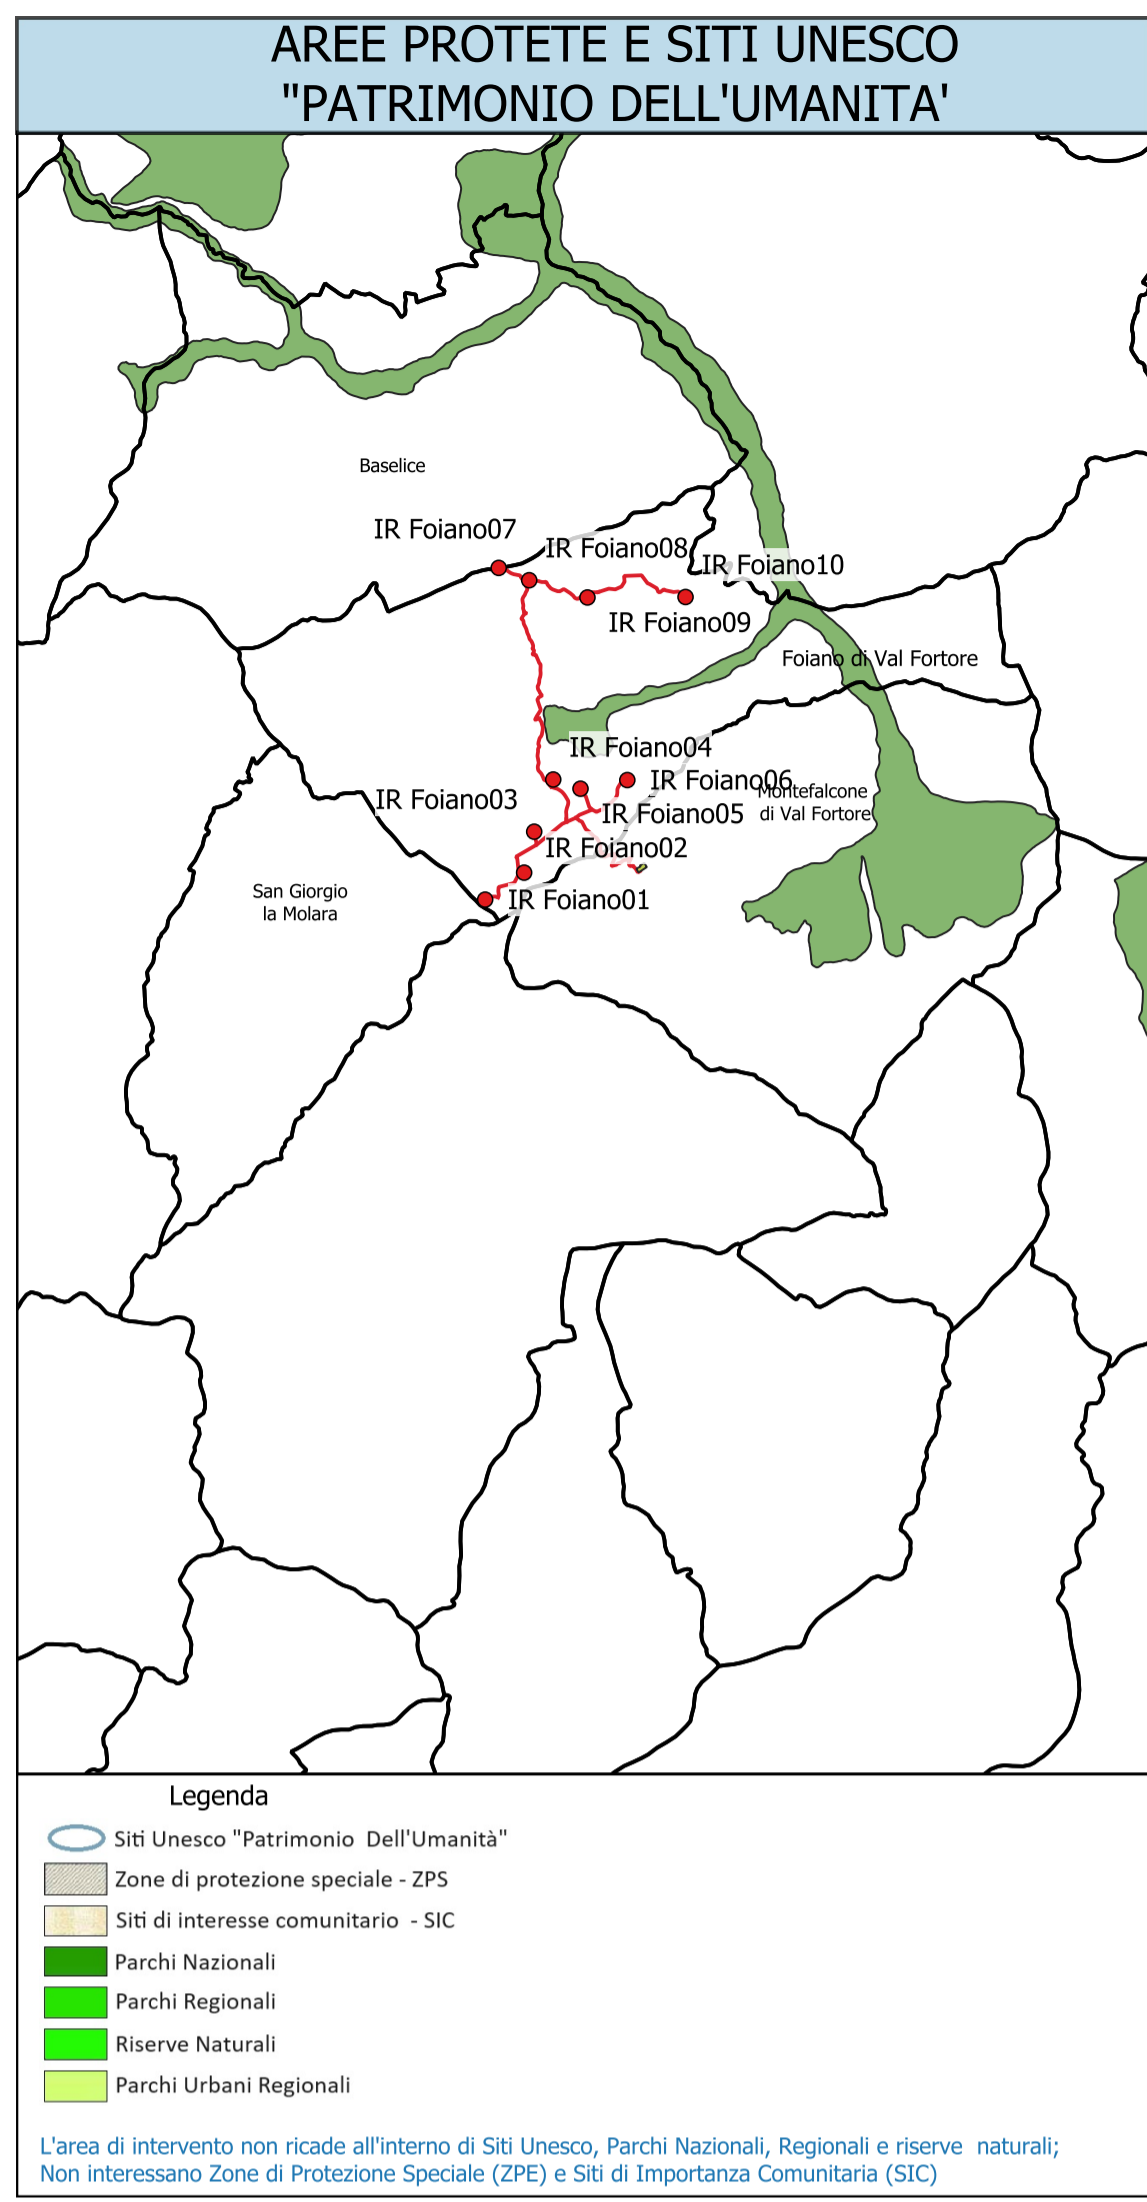 AREE PROTETE E SITI UNESCO
"PATRIMONIO DELL'UMANITA'
Baselice
IR Foiano07
IR Foiano08
IR Foiano10
IR Foiano09
Foiano di Val Fortore
IR Foiano04
IR Foiano06
Montefalcone
di Val Fortore
IR Foiano03
IR Foiano05
IR Foiano02
San Giorgio
la Molara
IR Foiano01
Legenda
Siti Unesco "Patrimonio Dell'Umanità"
Zone di protezione speciale - ZPS
Siti di interesse comunitario - SIC
Parchi Nazionali
Parchi Regionali
Riserve Naturali
Parchi Urbani Regionali
L'area di intervento non ricade all'interno di Siti Unesco, Parchi Nazionali, Regionali e riserve naturali;
Non interessano Zone di Protezione Speciale (ZPE) e Siti di Importanza Comunitaria (SIC)